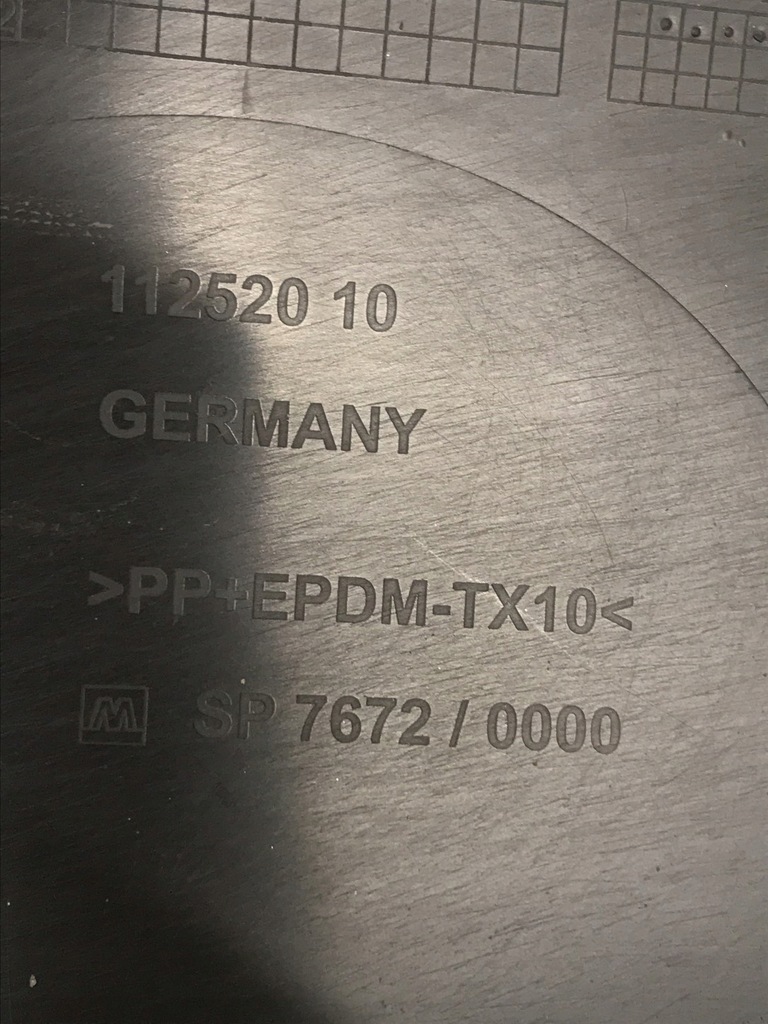 112520 10
GERMANY
>PP+EPDM-TX10<
M SP 7672 / 0000